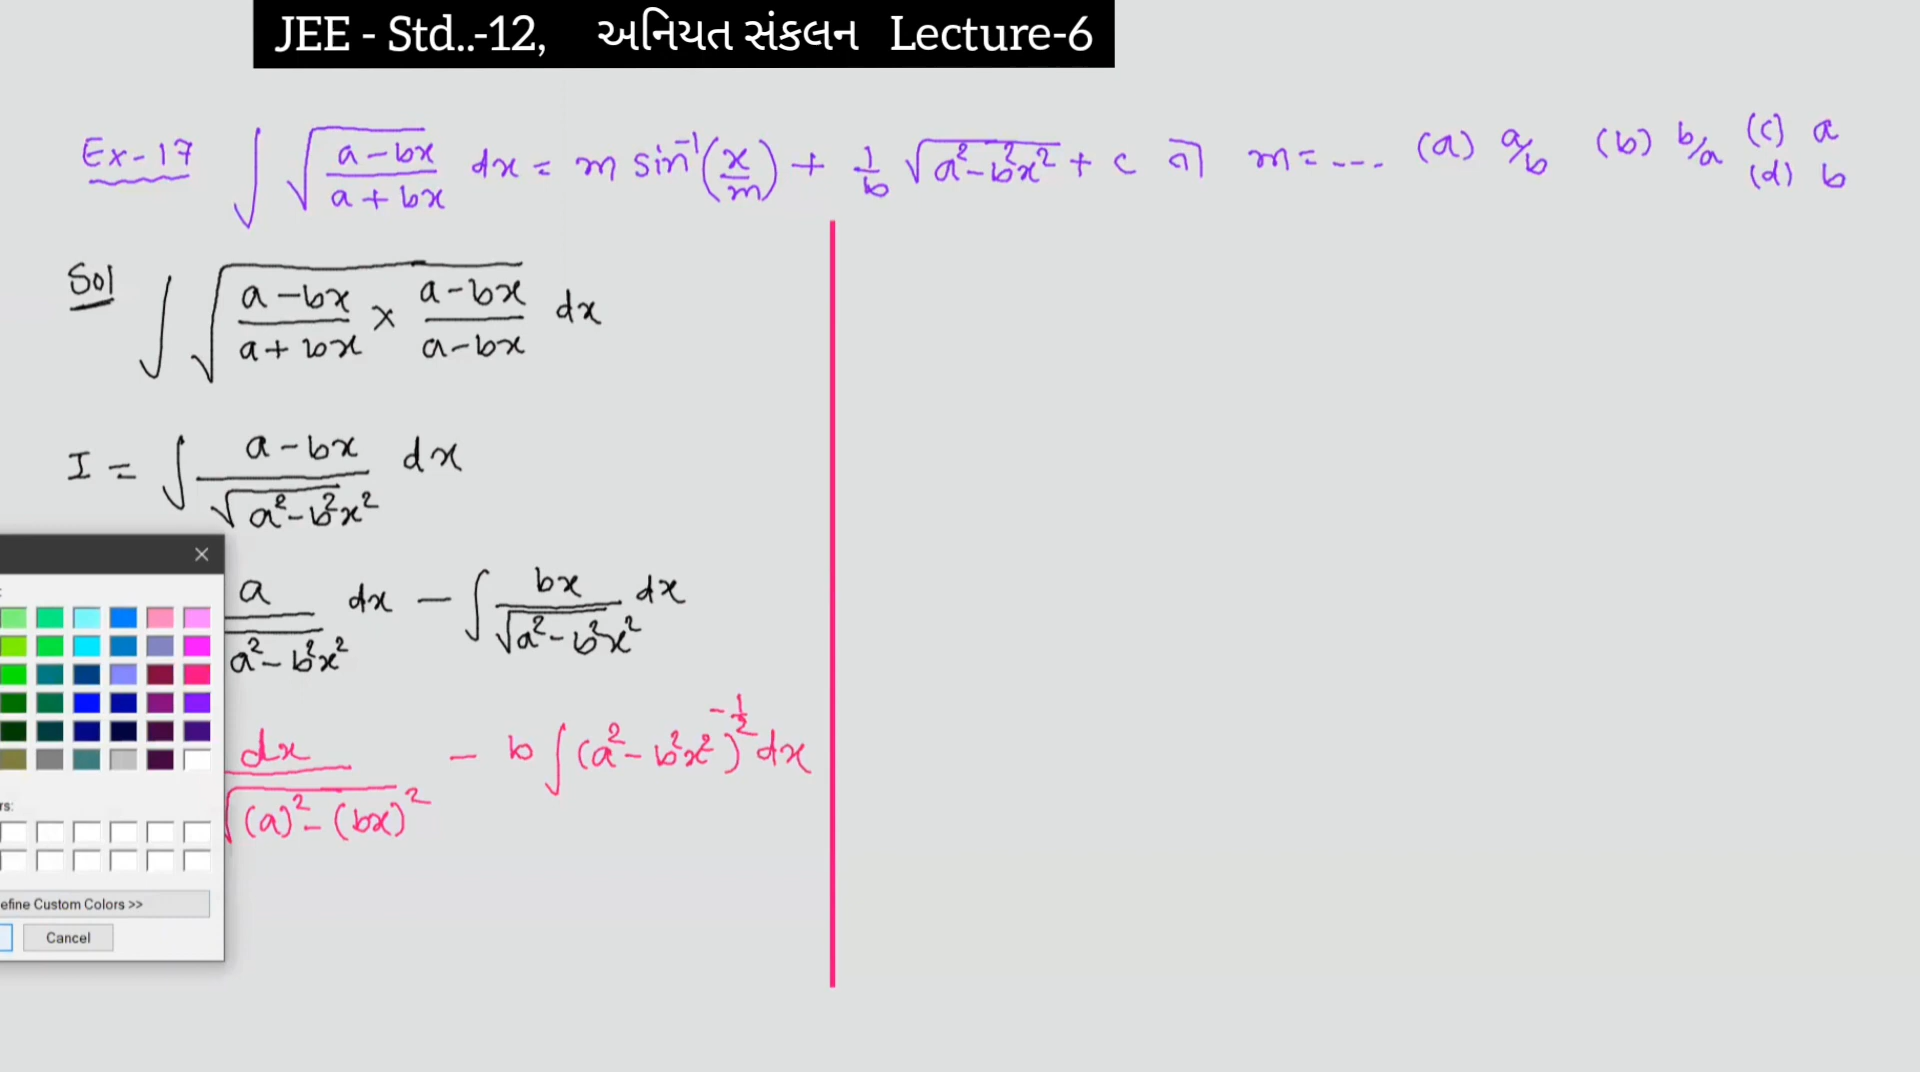 JEE - Std..-12, અનિયત સંકલન Lecture-6
Ex-17 ∫ √((a-bx)/(a+bx)) dx = m sin⁻¹(x/m) + 1/b √(a²-b²x²) + c તો m = --- (a) a/b (b) b/a (c) a
(d) b
Sol ∫ √((a-bx)/(a+bx) × (a-bx)/(a-bx)) dx
I = ∫ (a-bx)/√(a²-b²x²) dx
a/(a²-b²x²) dx - ∫ bx/√(a²-b²x²) dx
dx/√((a)²-(bx)²) - b ∫ (a²-b²x²)^(-1/2) dx
rs:
efine Custom Colors >>
Cancel